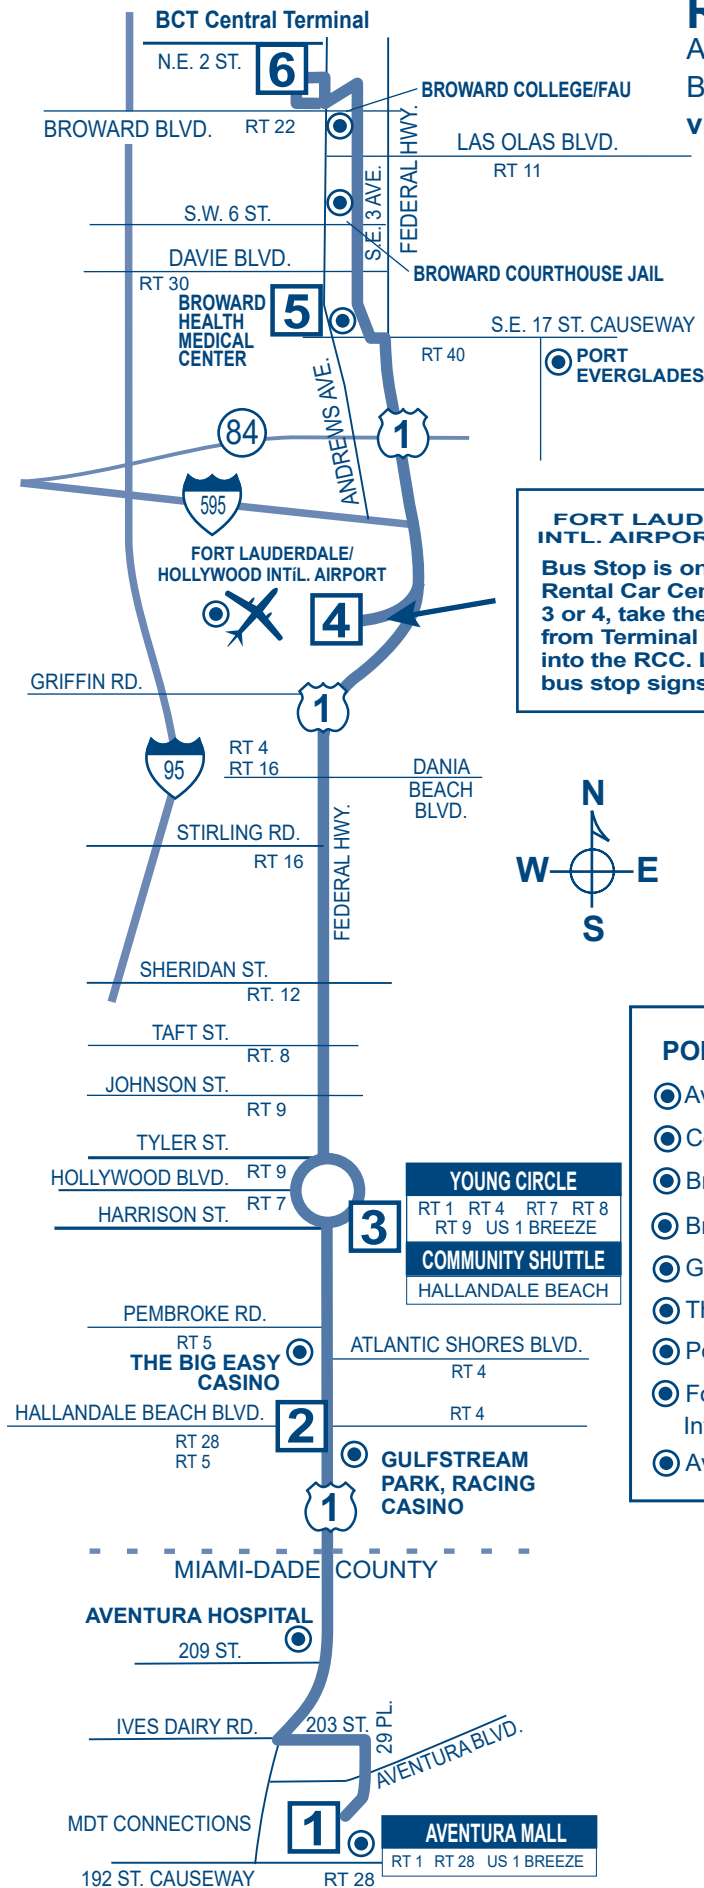 BCT Central Terminal
N.E. 2 ST.
6
BROWARD COLLEGE/FAU
BROWARD BLVD.
RT 22
FEDERAL HWY.
LAS OLAS BLVD.
RT 11
S.E. 3 AVE.
S.W. 6 ST.
DAVIE BLVD.
RT 30
BROWARD COURTHOUSE JAIL
BROWARD
HEALTH
MEDICAL
CENTER
5
S.E. 17 ST. CAUSEWAY
RT 40
PORT
EVERGLADES
ANDREWS AVE.
84
1
595
FORT LAUDERDALE/
HOLLYWOOD INTíL. AIRPORT
4
FORT LAUD
INTL. AIRPOR
Bus Stop is on
Rental Car Cen
3 or 4, take the
from Terminal
into the RCC. L
bus stop signs
GRIFFIN RD.
1
95
RT 4
RT 16
DANIA
BEACH
BLVD.
N
W
E
S
STIRLING RD.
RT 16
FEDERAL HWY.
SHERIDAN ST.
RT. 12
TAFT ST.
RT. 8
JOHNSON ST.
RT 9
TYLER ST.
HOLLYWOOD BLVD.
RT 9
RT 7
HARRISON ST.
3
YOUNG CIRCLE
RT 1 RT 4 RT 7 RT 8
RT 9 US 1 BREEZE
COMMUNITY SHUTTLE
HALLANDALE BEACH
PEMBROKE RD.
RT 5
THE BIG EASY
CASINO
ATLANTIC SHORES BLVD.
RT 4
HALLANDALE BEACH BLVD.
2
RT 4
RT 28
RT 5
GULFSTREAM
PARK, RACING
CASINO
1
MIAMI-DADE COUNTY
AVENTURA HOSPITAL
209 ST.
IVES DAIRY RD.
203 ST.
29 PL.
AVENTURA BLVD.
MDT CONNECTIONS
1
AVENTURA MALL
RT 1 RT 28 US 1 BREEZE
192 ST. CAUSEWAY
RT 28